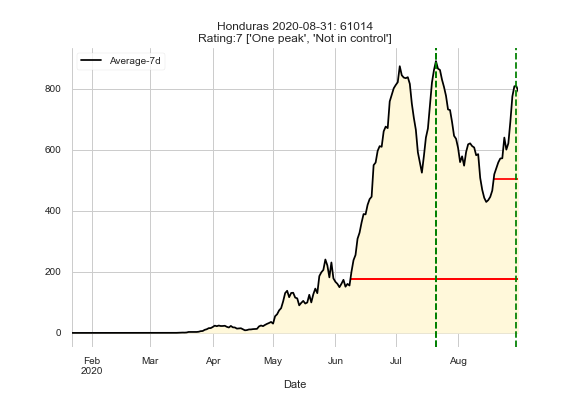 Honduras 2020-08-31: 61014
Rating:7 ['One peak', 'Not in control']
Average-7d
800
600
400
200
0
Feb
2020
Mar
Apr
May
Jun
Jul
Aug
Date